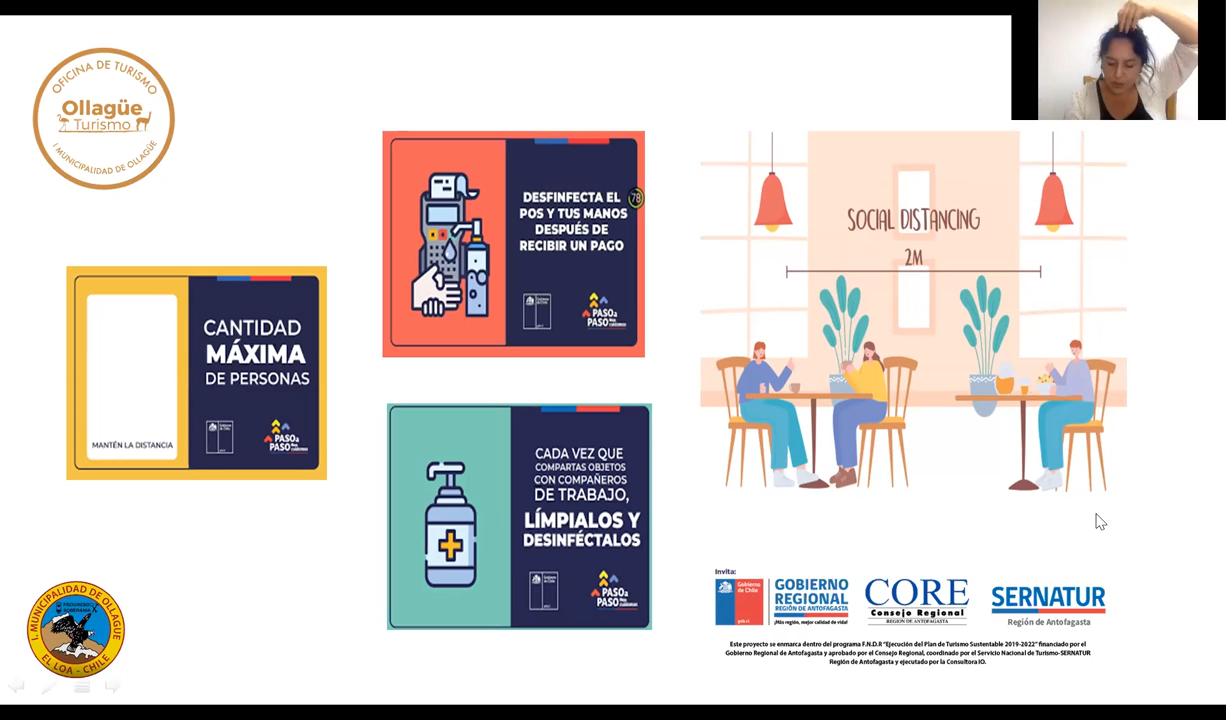 OFICINA DE TURISMO
Ollagüe
Turismo
I MUNICIPALIDAD DE OLLAGÜE
CANTIDAD
MÁXIMA
DE PERSONAS
MANTÉN LA DISTANCIA
PASO a
PASO
DESFINFECTA EL
POS Y TUS MANOS
DESPUÉS DE
RECIBIR UN PAGO
78
PASO a
PASO
CADA VEZ QUE
COMPARTAS OBJETOS
CON COMPAÑEROS
DE TRABAJO,
LÍMPIALOS Y
DESINFÉCTALOS
PASO a
PASO
SOCIAL DISTANCING
2M
I. MUNICIPALIDAD DE OLLAGUE
EL LOA - CHILE
Invita:
Gobierno
de Chile
GOBIERNO
REGIONAL
REGIÓN DE ANTOFAGASTA
¡Más región, mejor calidad de vida!
CORE
Consejo Regional
REGION DE ANTOFAGASTA
SERNATUR
Región de Antofagasta
Este proyecto se enmarca dentro del programa F.N.D.R "Ejecución del Plan de Turismo Sustentable 2019-2022" financiado por el
Gobierno Regional de Antofagasta y aprobado por el Consejo Regional, coordinado por el Servicio Nacional de Turismo-SERNATUR
Región de Antofagasta y ejecutado por la Consultora IO.